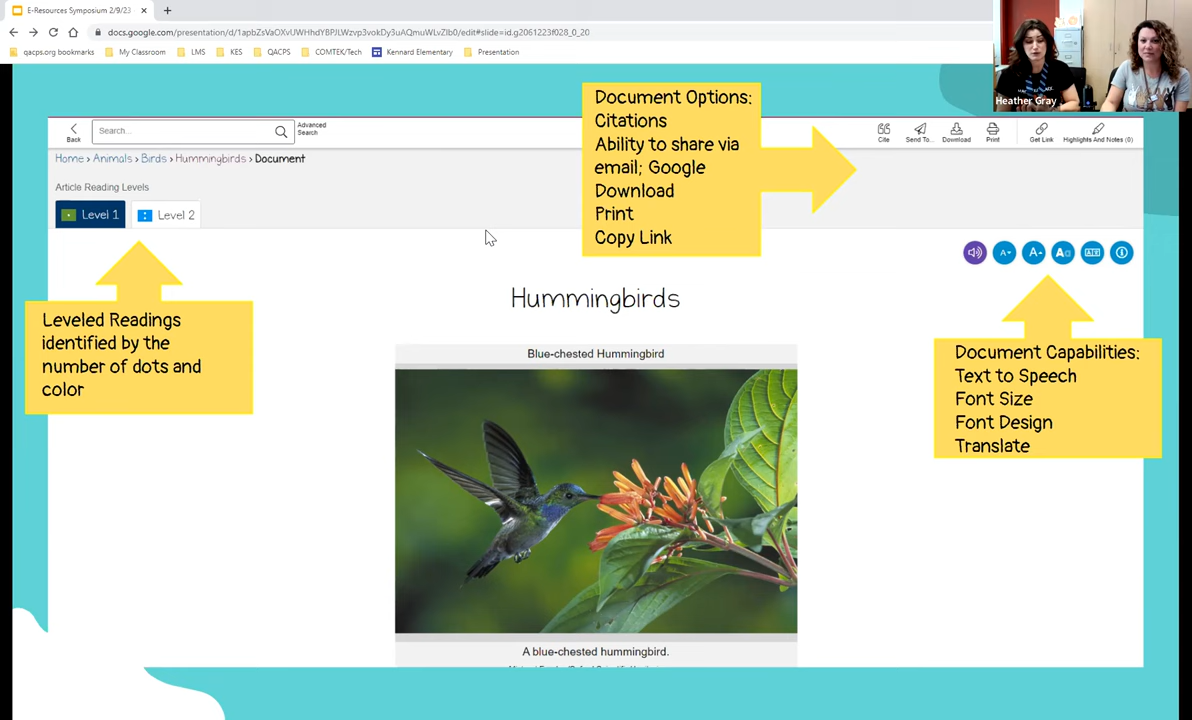 E-Resources Symposium 2/9/23
docs.google.com/presentation/d/1apbZsVaOXvUWHhdYBPJLWzvp3vokDy3uAQmuWLvZIb0/edit#slide=id.g2061223f028_0_20
qacps.org bookmarks My Classroom LMS KES QACPS COMTEK/Tech Kennard Elementary Presentation
Heather Gray
Back
Search...
Advanced
Search
Cite Send To... Download Print Get Link Highlights And Notes (0)
Home › Animals › Birds › Hummingbirds › Document
Article Reading Levels
Level 1 Level 2
Document Options:
Citations
Ability to share via
email; Google
Download
Print
Copy Link
Leveled Readings
identified by the
number of dots and
color
Hummingbirds
Blue-chested Hummingbird
A blue-chested hummingbird.
Document Capabilities:
Text to Speech
Font Size
Font Design
Translate